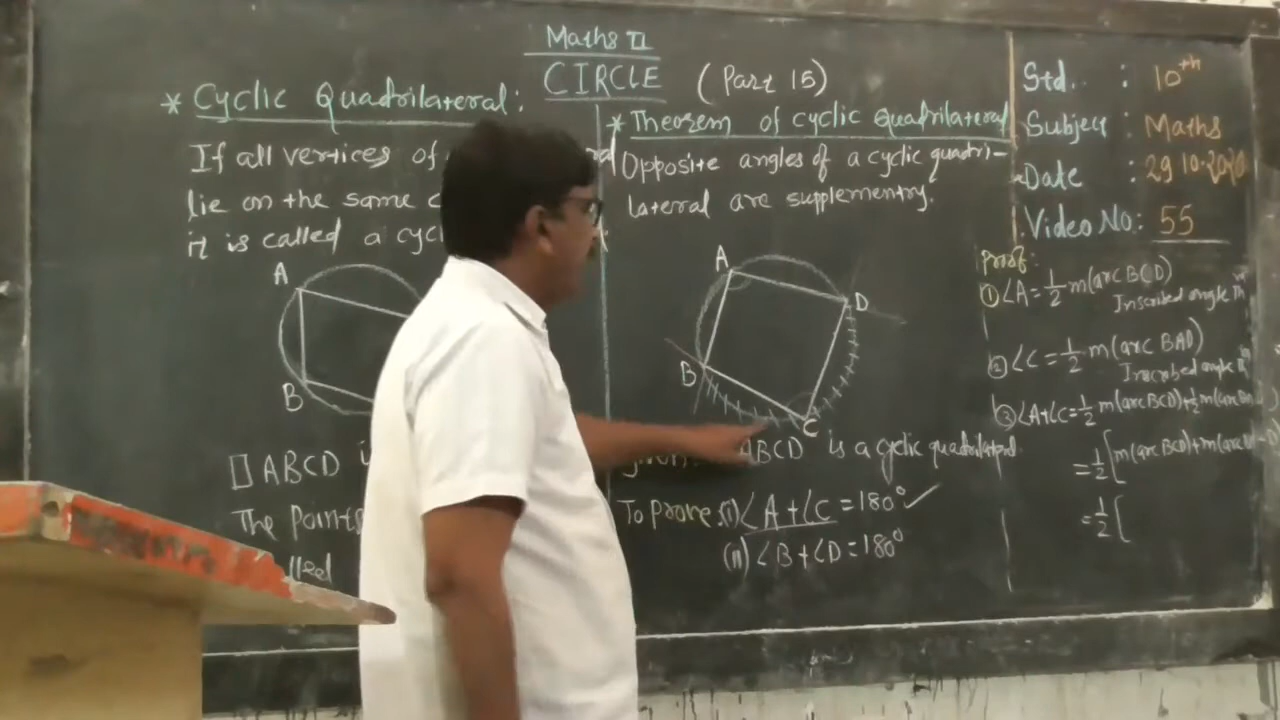 Maths II
CIRCLE (Part 15)
* Cyclic Quadrilateral:
If all vertices of
lie on the same
it is called a
A
B
□ ABCD
The Points
* Theorem of cyclic Quadrilateral
Opposite angles of a cyclic quadri-
lateral are supplementry.
A
D
B
C
ABCD is a cyclic quadrilateral
To prove: (i) ∠A+∠C=180° ✓
(ii) ∠B+∠D=180°
Std.. : 10th
Subject : Maths
Date : 29 10.2020
Video No: 55
Proof:
① ∠A=1/2 m(arc BCD)
Inscribed angle
② ∠C=1/2 m(arc BAD)
Inscribed angle
③ ∠A+∠C=1/2 m(arc BCD)+1/2 m(arc
=1/2[m(arc BCD)+m(arc
=1/2[